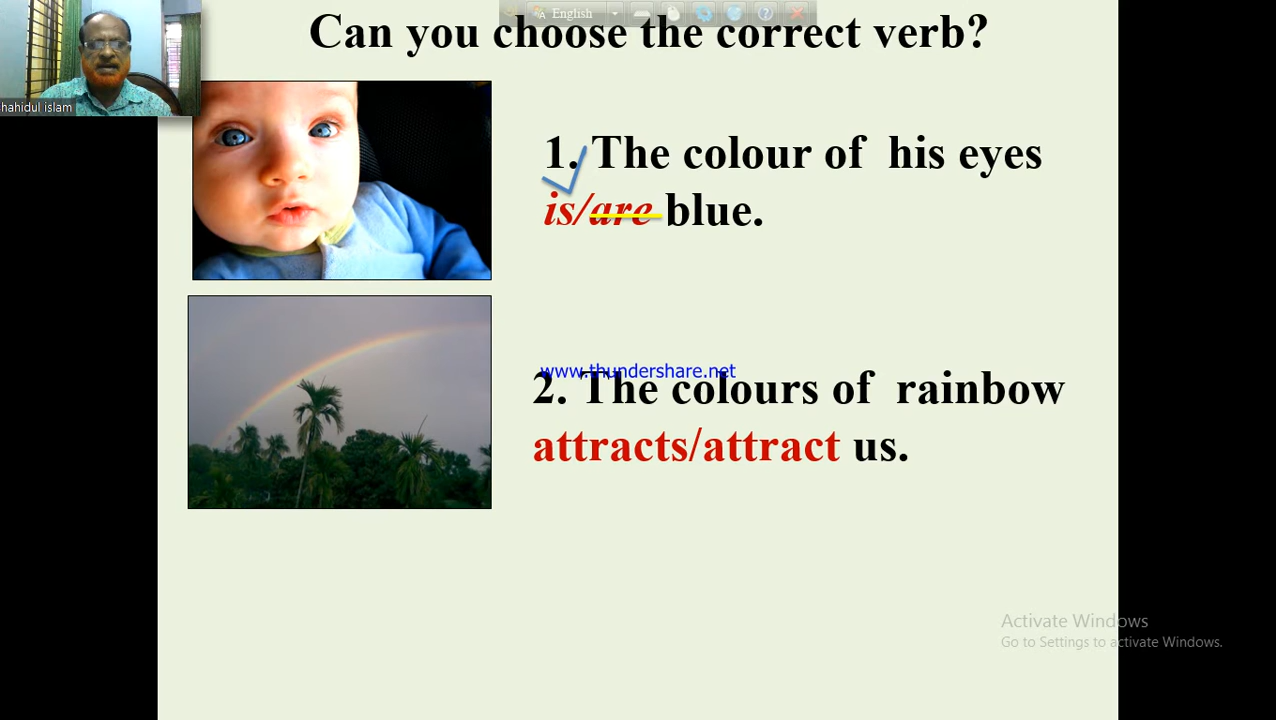 English
Can you choose the correct verb?
hahidul islam
1. The colour of his eyes
is/are blue.
www.thundershare.net
2. The colours of rainbow
attracts/attract us.
Activate Windows
Go to Settings to activate Windows.